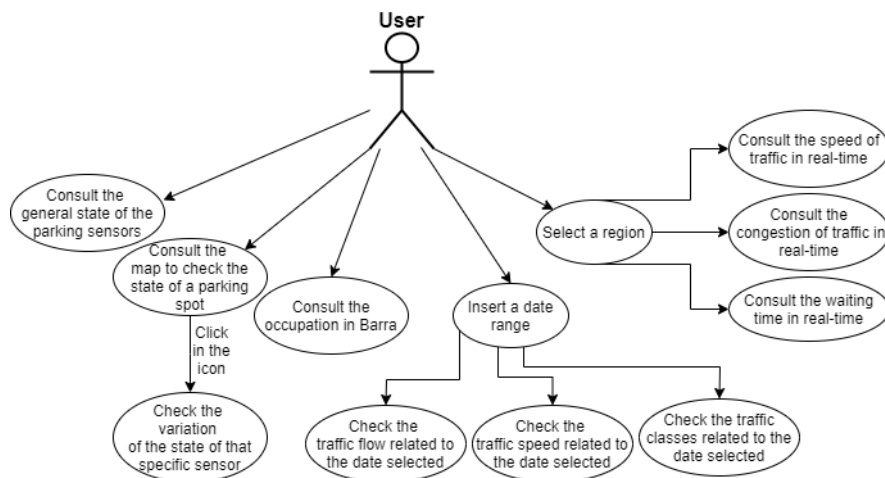 User
Consult the speed of
traffic in real-time
Consult the
general state of the
parking sensors
Consult the
map to check the
state of a parking
spot
Select a region
Consult the
congestion of traffic in
real-time
Consult the
occupation in Barra
Insert a date
range
Consult the waiting
time in real-time
Click
in the
icon
Check the
variation
of the state of that
specific sensor
Check the
traffic flow related to
the date selected
Check the
traffic speed related to
the date selected
Check the traffic
classes related to the
date selected